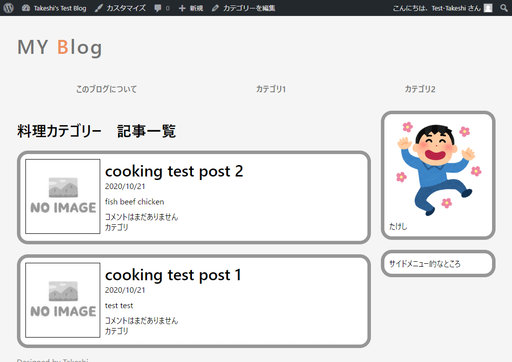 Takeshi's Test Blog カスタマイズ 0 新規 カテゴリーを編集 こんにちは、Test-Takeshi さん
MY Blog
このブログについて カテゴリ1 カテゴリ2
料理カテゴリー 記事一覧
NO IMAGE
cooking test post 2
2020/10/21
fish beef chicken
コメントはまだありません
カテゴリ
NO IMAGE
cooking test post 1
2020/10/21
test test
コメントはまだありません
カテゴリ
たけし
サイドメニュー的なところ
Designed by Takeshi